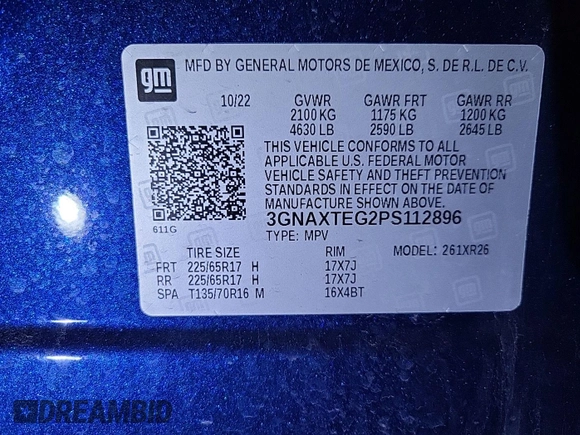 gm
MFD BY GENERAL MOTORS DE MEXICO, S. DE R.L. DE C.V.
10/22 GVWR GAWR FRT GAWR RR
2100 KG 1175 KG 1200 KG
4630 LB 2590 LB 2645 LB
THIS VEHICLE CONFORMS TO ALL
APPLICABLE U.S. FEDERAL MOTOR
VEHICLE SAFETY AND THEFT PREVENTION
STANDARDS IN EFFECT ON THE DATE
OF MANUFACTURE SHOWN ABOVE.
3GNAXTEG2PS112896
611G
TYPE: MPV
TIRE SIZE RIM MODEL: 261XR26
FRT 225/65R17 H 17X7J
RR 225/65R17 H 17X7J
SPA T135/70R16 M 16X4BT
DREAMBID